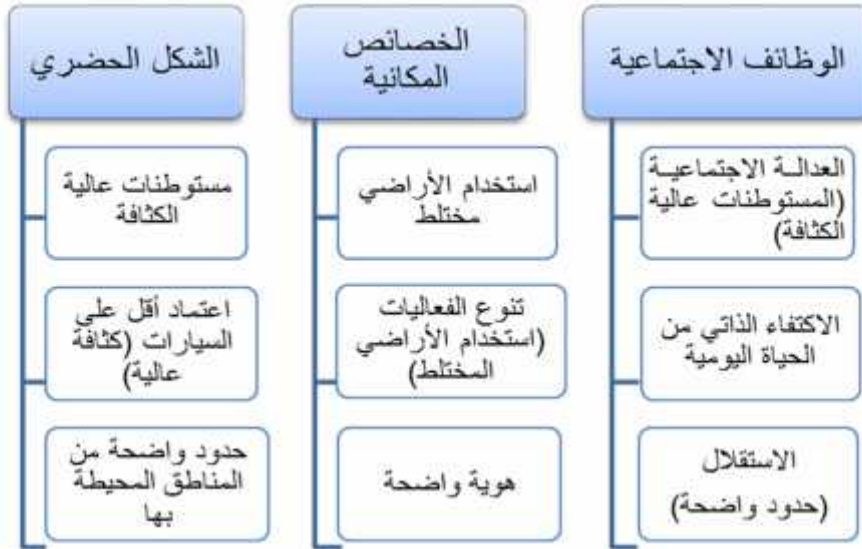 الوظائف الاجتماعية
العدالة الاجتماعية
(المستوطنات عالية
الكثافة)
الاكتفاء الذاتي من
الحياة اليومية
الاستقلال
(حدود واضحة)
الخصائص
المكانية
استخدام الأراضي
مختلط
تنوع الفعاليات
(استخدام الأراضي
المختلط)
هوية واضحة
الشكل الحضري
مستوطنات عالية
الكثافة
اعتماد أقل على
السيارات (كثافة
عالية)
حدود واضحة من
المناطق المحيطة
بها